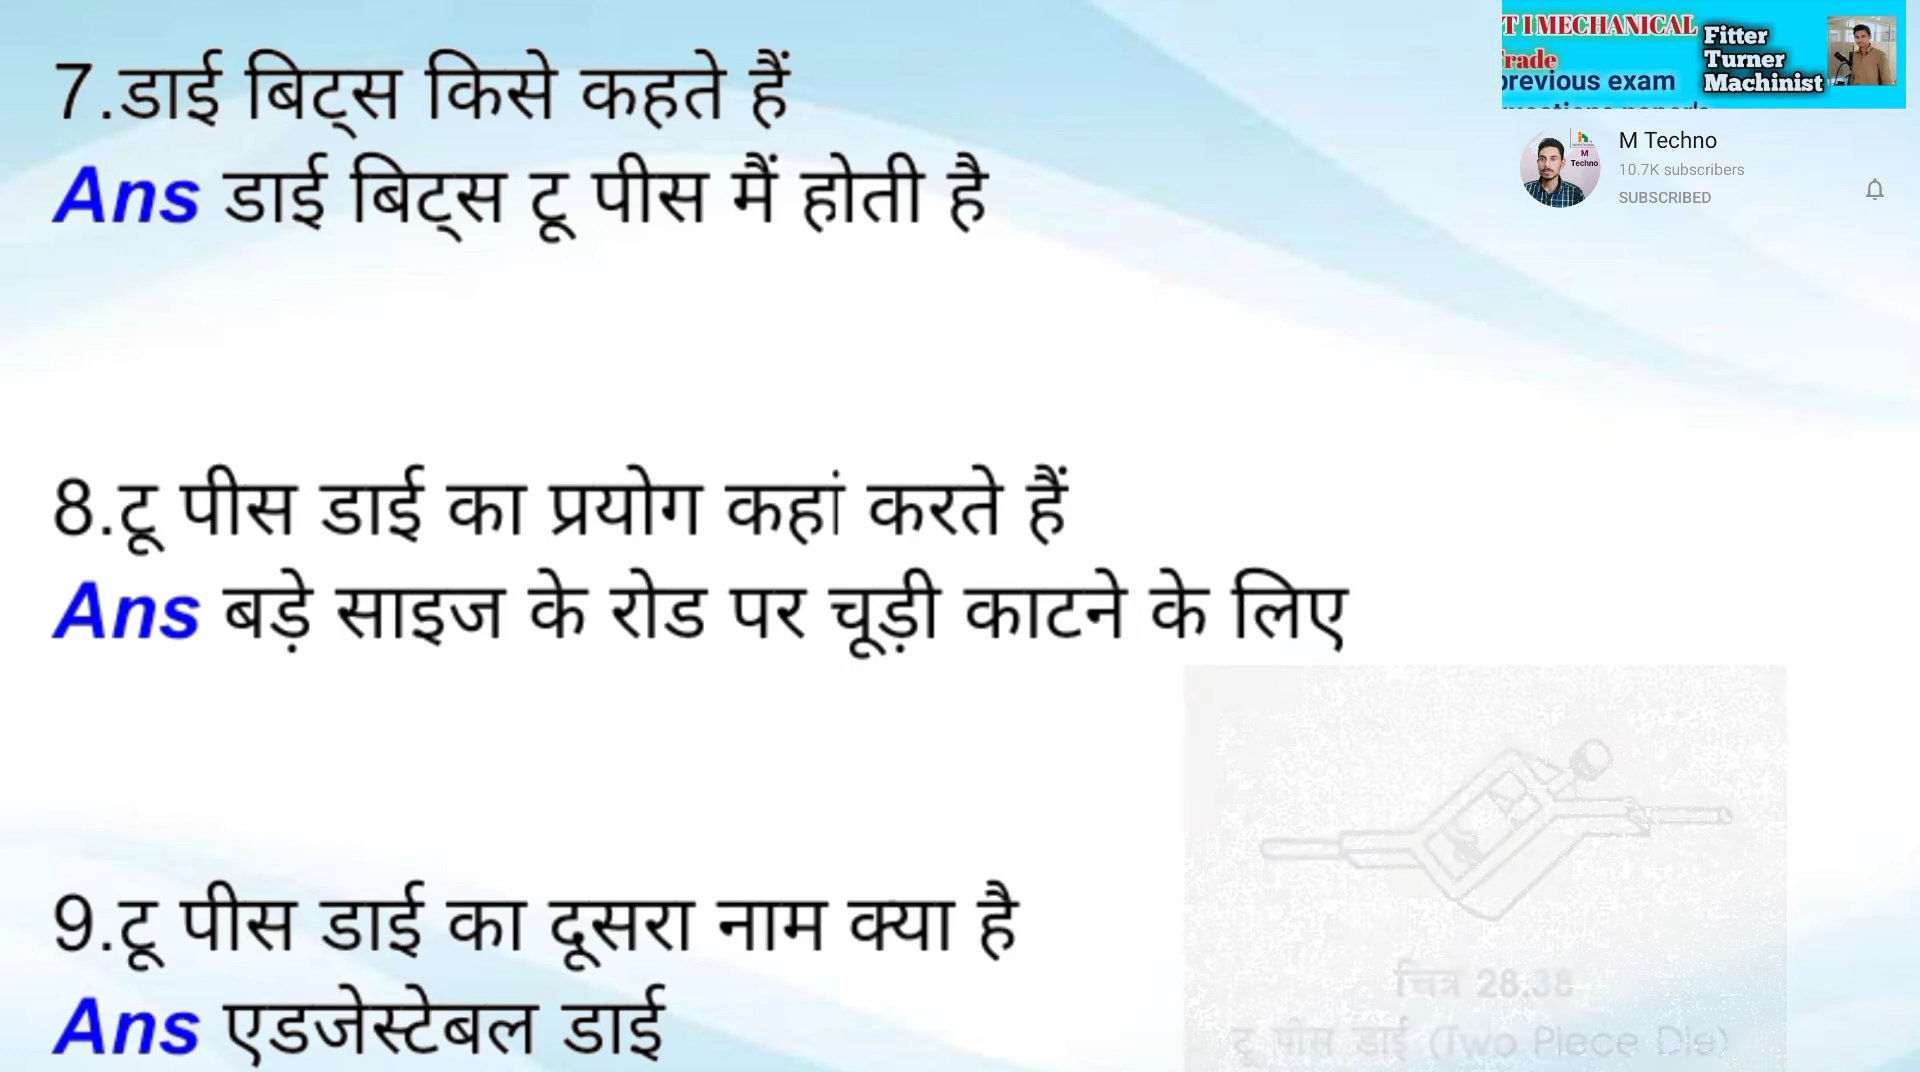 7.डाई बिट्स किसे कहते हैं
Ans डाई बिट्स टू पीस मैं होती है
8.टू पीस डाई का प्रयोग कहां करते हैं
Ans बड़े साइज के रोड पर चूड़ी काटने के लिए
9.टू पीस डाई का दूसरा नाम क्या है
Ans एडजेस्टेबल डाई
चित्र 28.38
टू पीस डाई (Two Piece Die)
T I MECHANICAL
rade
previous exam
Fitter
Turner
Machinist
M Techno
M Techno
10.7K subscribers
SUBSCRIBED